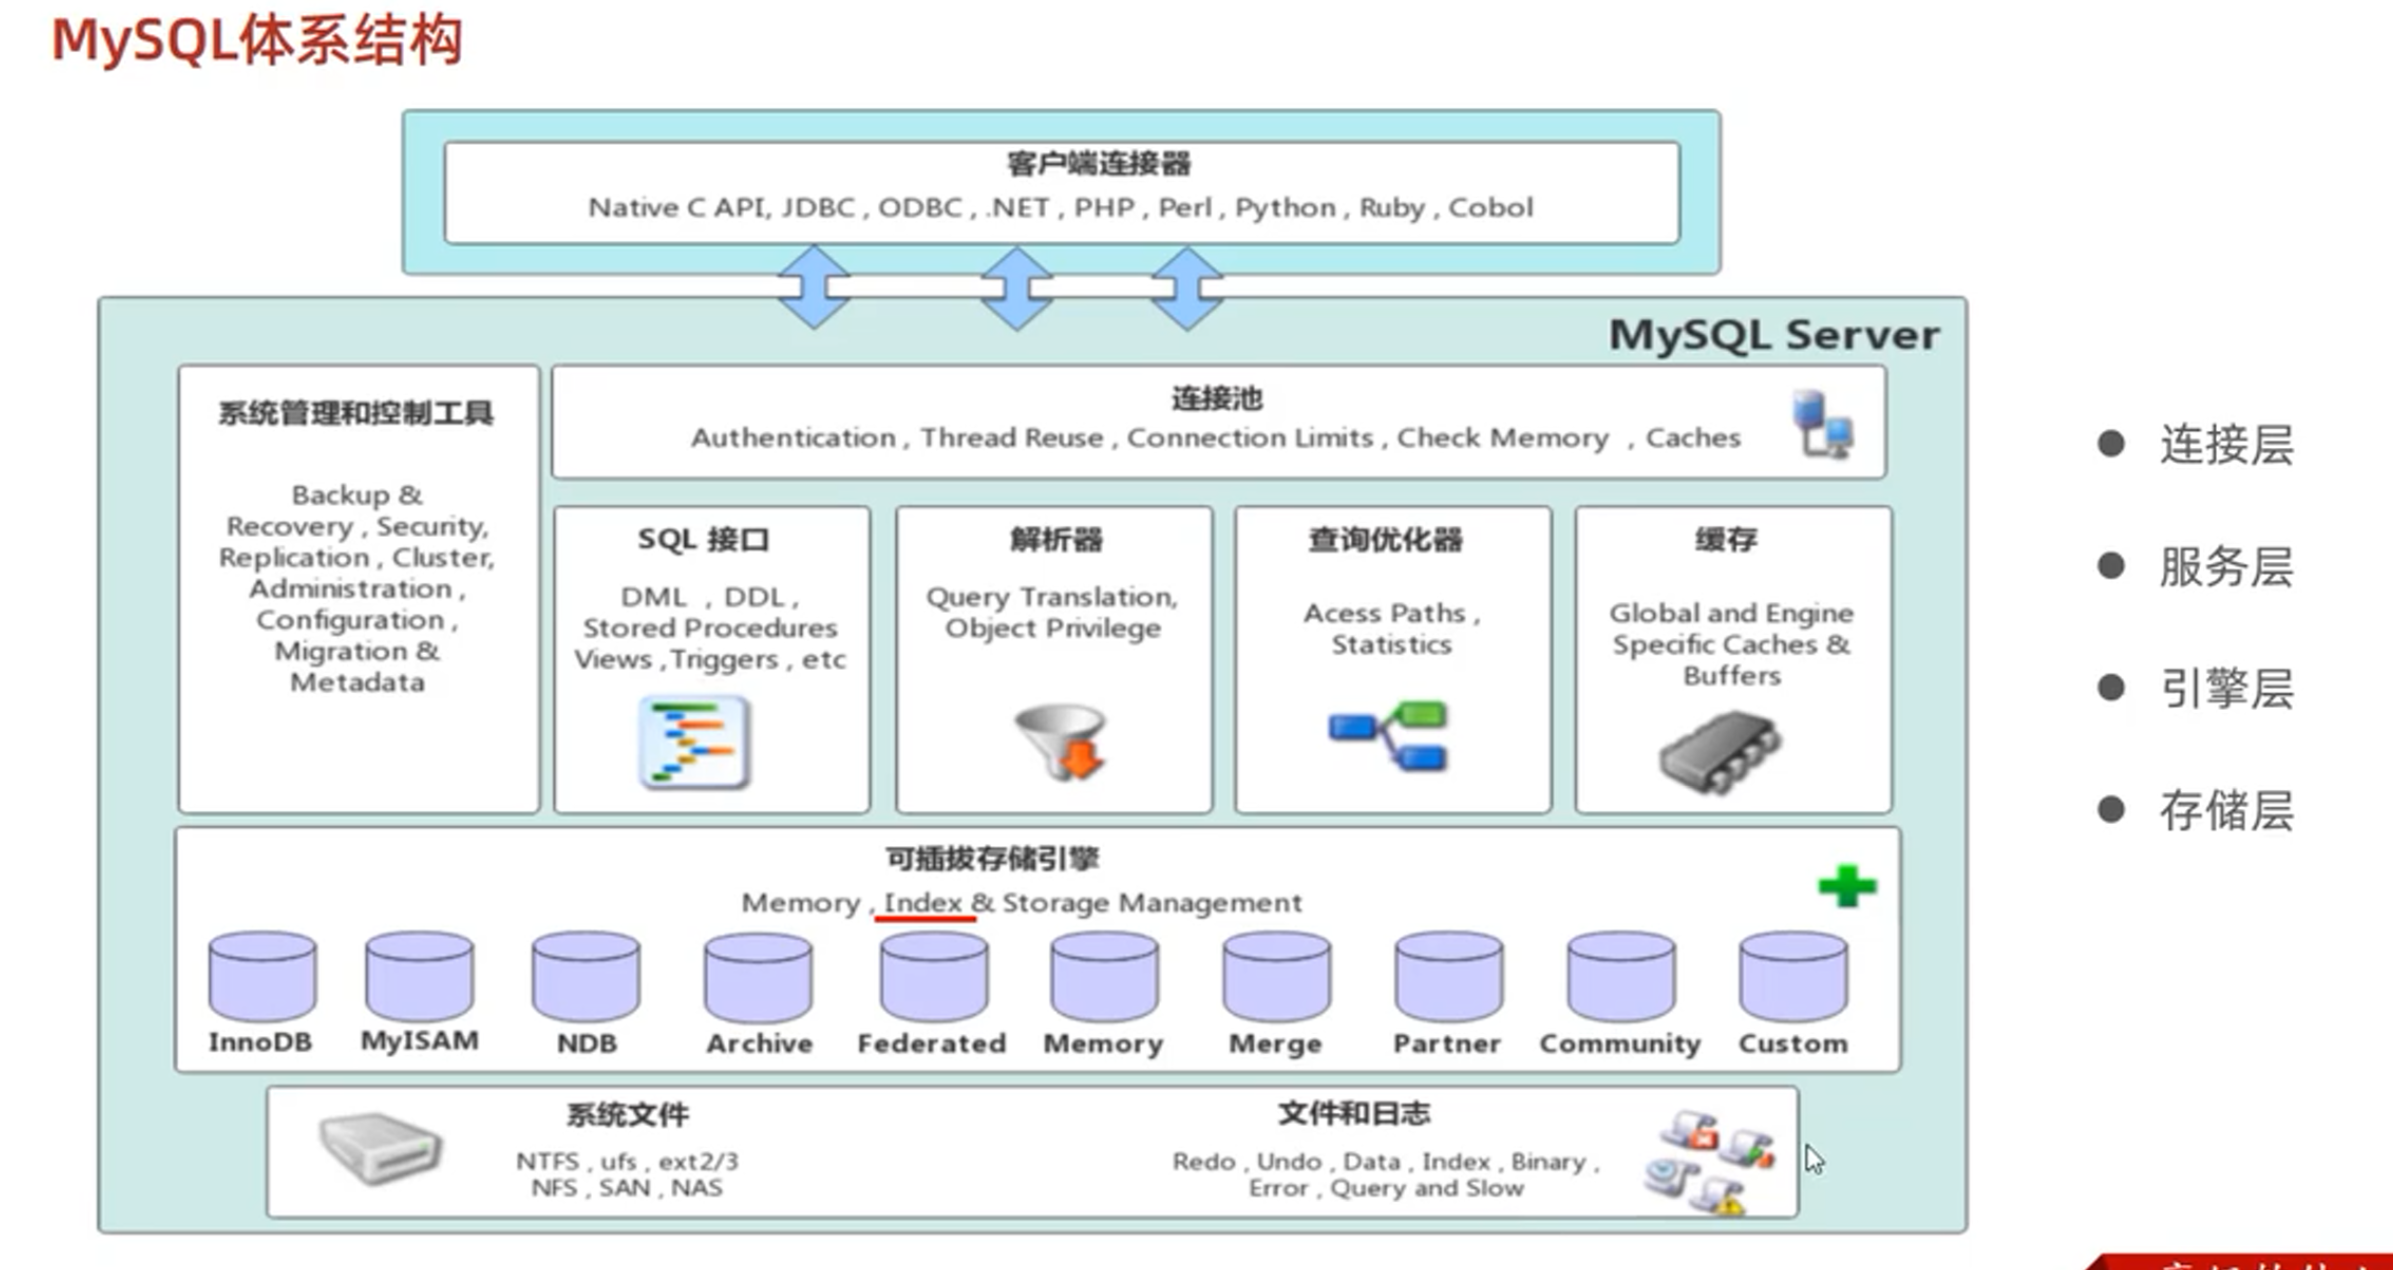 MySQL体系结构
客户端连接器
Native C API, JDBC , ODBC , .NET , PHP , Perl , Python , Ruby , Cobol
MySQL Server
系统管理和控制工具
Backup &
Recovery , Security,
Replication , Cluster,
Administration ,
Configuration ,
Migration &
Metadata
连接池
Authentication , Thread Reuse , Connection Limits , Check Memory , Caches
SQL 接口
DML , DDL ,
Stored Procedures
Views ,Triggers , etc
解析器
Query Translation,
Object Privilege
查询优化器
Acess Paths ,
Statistics
缓存
Global and Engine
Specific Caches &
Buffers
可插拔存储引擎
Memory , Index & Storage Management
InnoDB
MyISAM
NDB
Archive
Federated
Memory
Merge
Partner
Community
Custom
系统文件
NTFS , ufs , ext2/3
NFS , SAN , NAS
文件和日志
Redo , Undo , Data , Index , Binary ,
Error , Query and Slow
● 连接层
● 服务层
● 引擎层
● 存储层